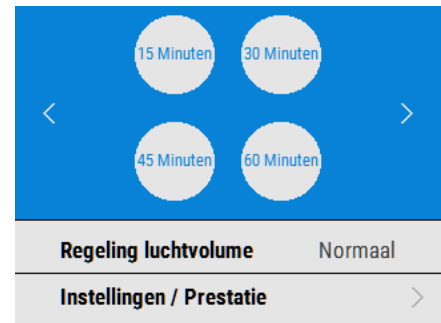 15 Minuten 30 Minuten
45 Minuten 60 Minuten
Regeling luchtvolume Normaal
Instellingen / Prestatie